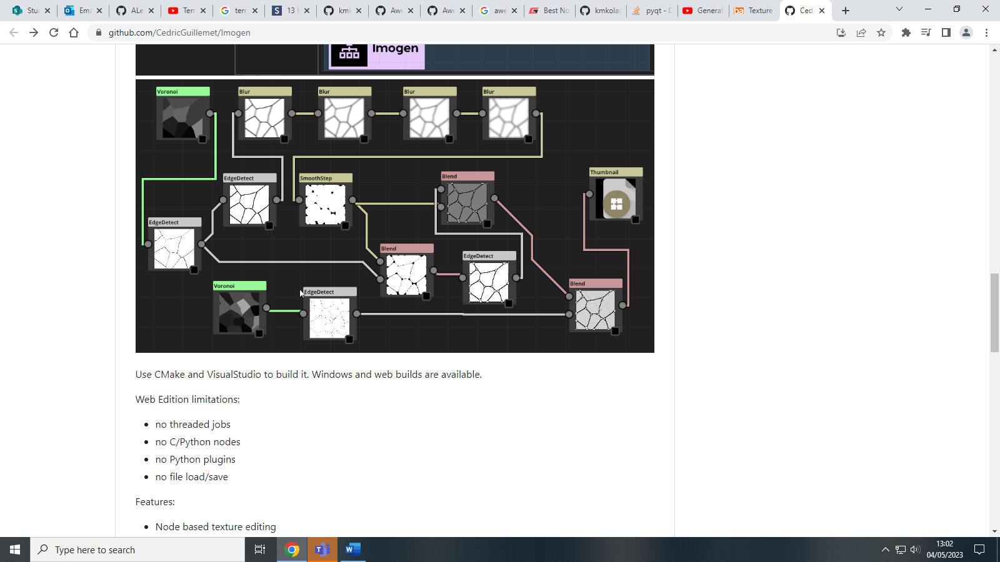 Stu
Em
ALe
Terr
terr
13
kml
Awe
Awe
awe
Best No
kmkolas
pyqt - D
Generat
Texture
Ced
github.com/CedricGuillemet/Imogen
Imogen
Voronoi
Blur
Blur
Blur
Blur
Thumbnail
EdgeDetect
SmoothStep
Blend
EdgeDetect
Blend
EdgeDetect
Voronoi
EdgeDetect
Blend
Use CMake and VisualStudio to build it. Windows and web builds are available.
Web Edition limitations:
no threaded jobs
no C/Python nodes
no Python plugins
no file load/save
Features:
Node based texture editing
Type here to search
13:02
04/05/2023